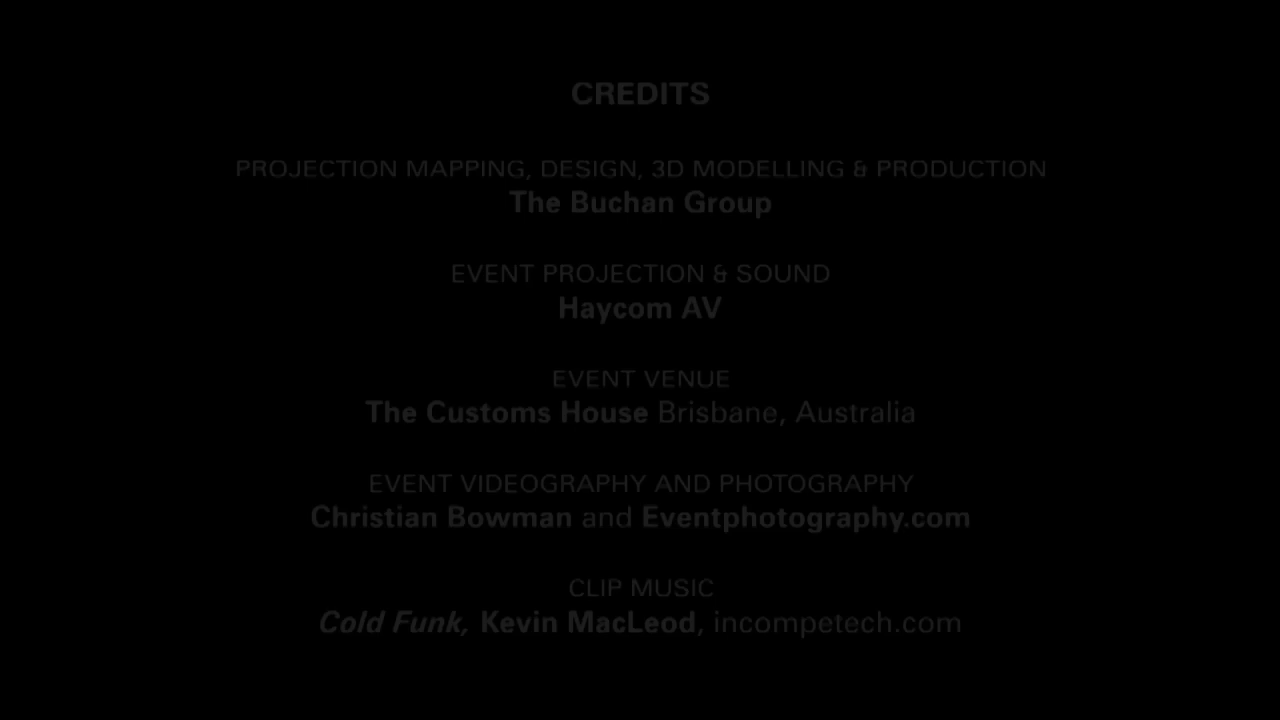 CREDITS
PROJECTION MAPPING, DESIGN, 3D MODELLING & PRODUCTION
The Buchan Group
EVENT PROJECTION & SOUND
Haycom AV
EVENT VENUE
The Customs House Brisbane, Australia
EVENT VIDEOGRAPHY AND PHOTOGRAPHY
Christian Bowman and Eventphotography.com
CLIP MUSIC
Cold Funk, Kevin MacLeod, incompetech.com